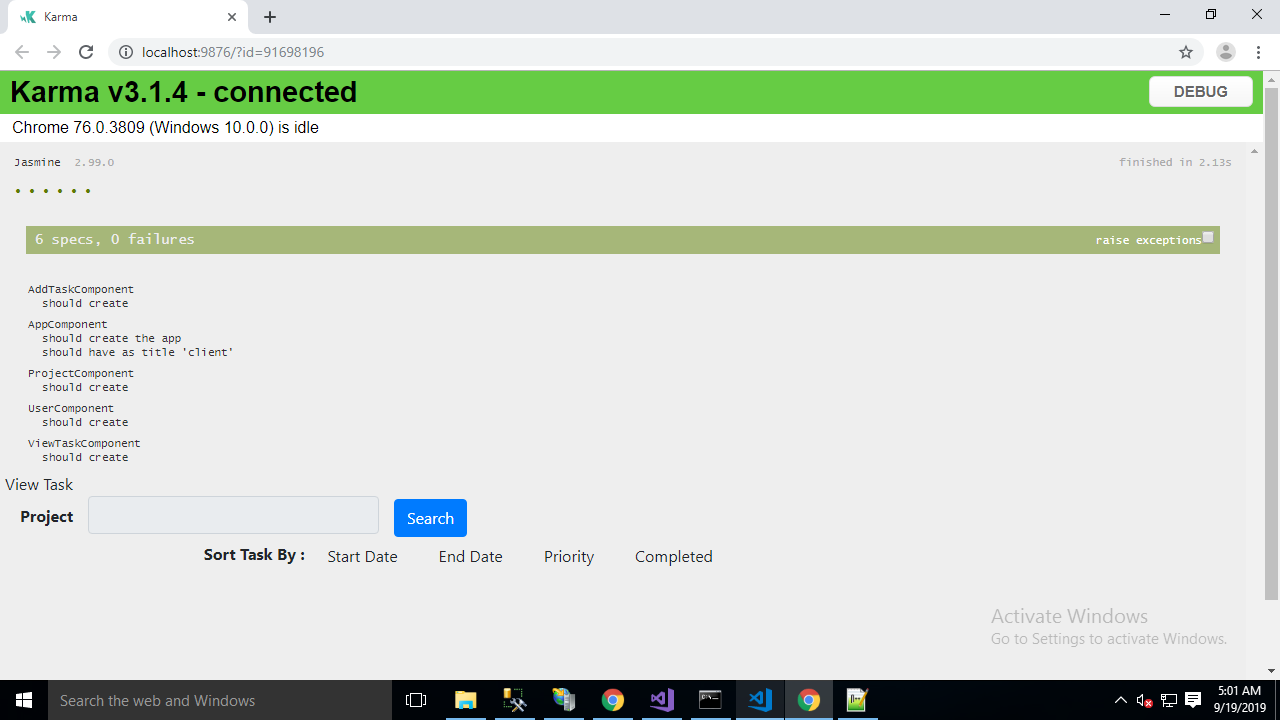 Karma
localhost:9876/?id=91698196
Karma v3.1.4 - connected
DEBUG
Chrome 76.0.3809 (Windows 10.0.0) is idle
Jasmine 2.99.0
finished in 2.13s
• • • • • •
6 specs, 0 failures
raise exceptions
AddTaskComponent
should create
AppComponent
should create the app
should have as title 'client'
ProjectComponent
should create
UserComponent
should create
ViewTaskComponent
should create
View Task
Project
Search
Sort Task By : Start Date End Date Priority Completed
Activate Windows
Go to Settings to activate Windows.
Search the web and Windows
5:01 AM
9/19/2019